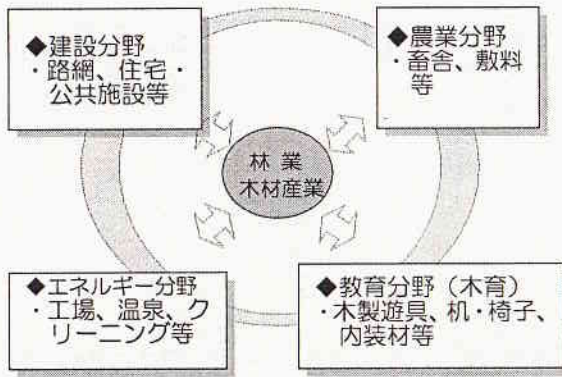 ◆建設分野
・路網、住宅・
公共施設等
◆農業分野
・畜舎、敷料
等
林 業
木材産業
◆エネルギー分野
・工場、温泉、ク
リーニング等
◆教育分野（木育）
・木製遊具、机・椅子、
内装材等